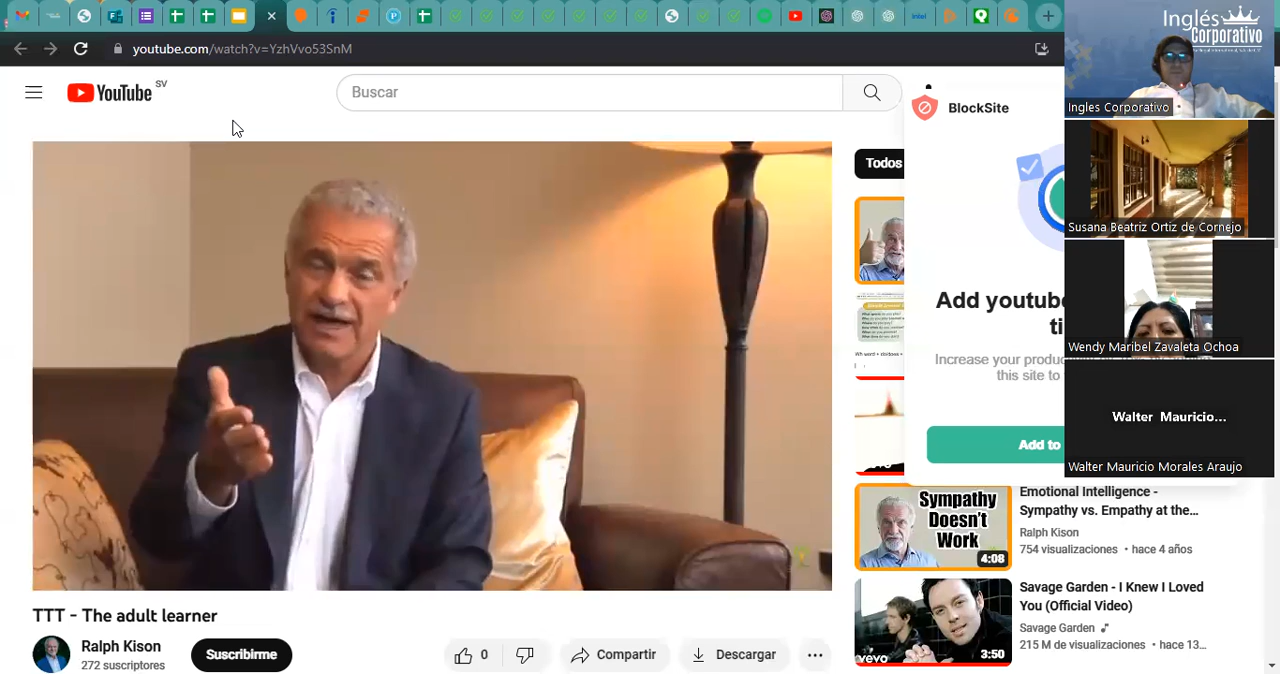 youtube.com/watch?v=YzhVvo53SnM
YouTube SV
Buscar
BlockSite
Todos
Add youtube
ti
Increase your produ
this site to
Add to
Inglés
Corporativo
Ingles Corporativo
Susana Beatriz Ortiz de Cornejo
Wendy Maribel Zavaleta Ochoa
Walter Mauricio...
Walter Mauricio Morales Araujo
Sympathy
Doesn't
Work
4:08
Emotional Intelligence -
Sympathy vs. Empathy at the...
Ralph Kison
754 visualizaciones • hace 4 años
vevo
3:50
Savage Garden - I Knew I Loved
You (Official Video)
Savage Garden
215 M de visualizaciones • hace 13...
TTT - The adult learner
Ralph Kison
272 suscriptores
Suscribirme
0
Compartir
Descargar